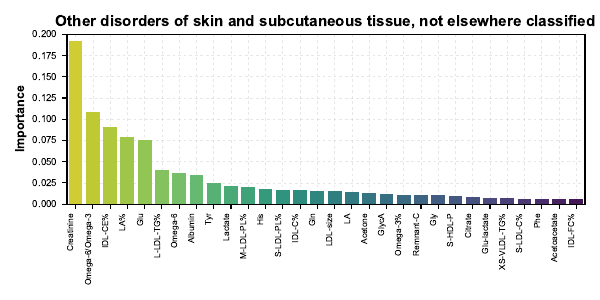 Other disorders of skin and subcutaneous tissue, not elsewhere classified
Importance
0.200
0.175
0.150
0.125
0.100
0.075
0.050
0.025
0.000
Creatinine
Omega-6/Omega-3
IDL-CE%
LA%
Glu
L-LDL-TG%
Omega-6
Albumin
Tyr
Lactate
M-LDL-PL%
His
S-LDL-PL%
IDL-C%
Gln
LDL-size
LA
Acetone
GlycA
Omega-3%
Remnant-C
Gly
S-HDL-P
Citrate
Glu-lactate
XS-VLDL-TG%
S-LDL-C%
Phe
Acetoacetate
IDL-FC%